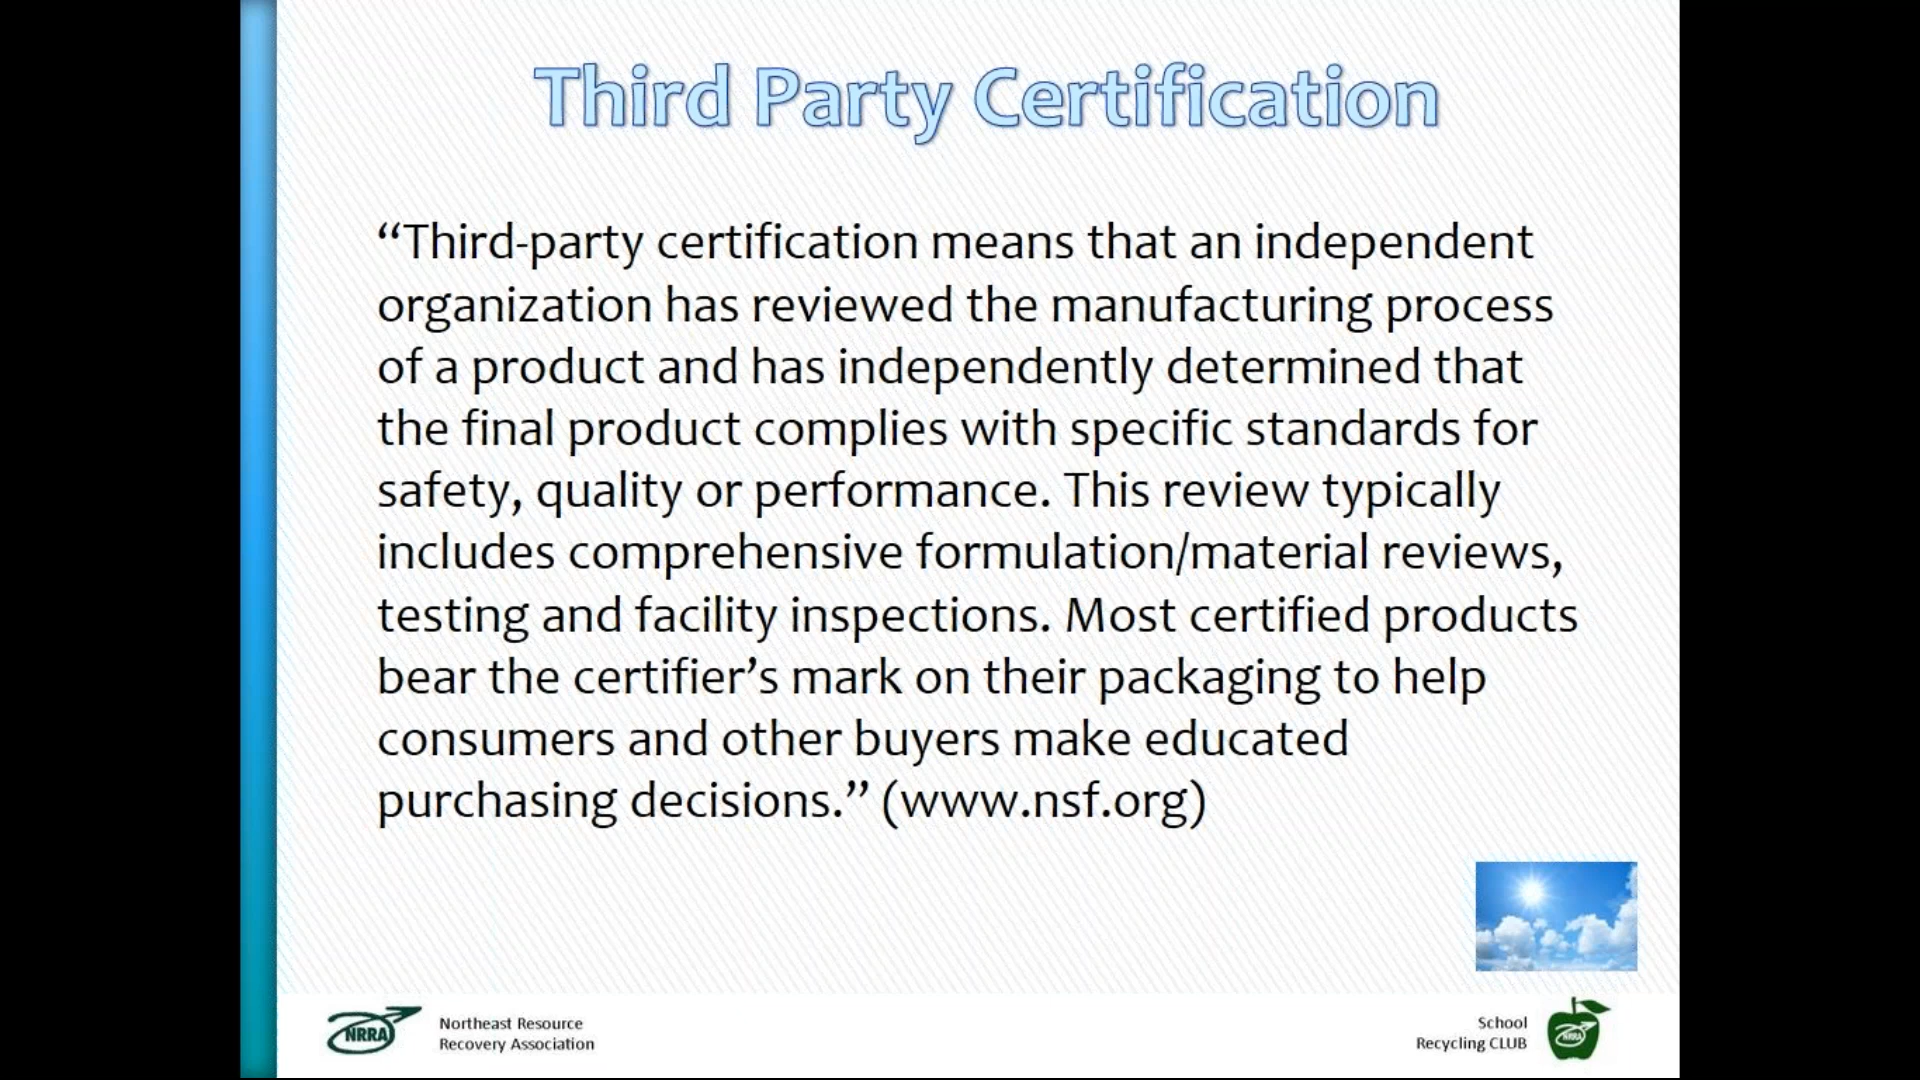 Third Party Certification
“Third-party certification means that an independent
organization has reviewed the manufacturing process
of a product and has independently determined that
the final product complies with specific standards for
safety, quality or performance. This review typically
includes comprehensive formulation/material reviews,
testing and facility inspections. Most certified products
bear the certifier’s mark on their packaging to help
consumers and other buyers make educated
purchasing decisions.” (www.nsf.org)
NRRA
Northeast Resource
Recovery Association
School
Recycling CLUB
NRRA